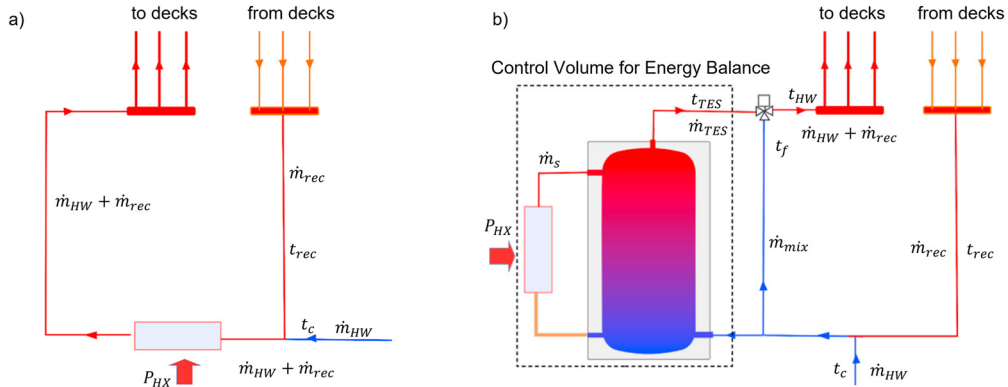 a)
to decks
from decks
ṁ_rec
ṁ_HW + ṁ_rec
t_rec
t_c
ṁ_HW
ṁ_HW + ṁ_rec
P_HX
b)
to decks
from decks
Control Volume for Energy Balance
t_TES
t_HW
ṁ_TES
ṁ_HW + ṁ_rec
t_f
ṁ_s
P_HX
ṁ_mix
ṁ_rec
t_rec
t_c
ṁ_HW